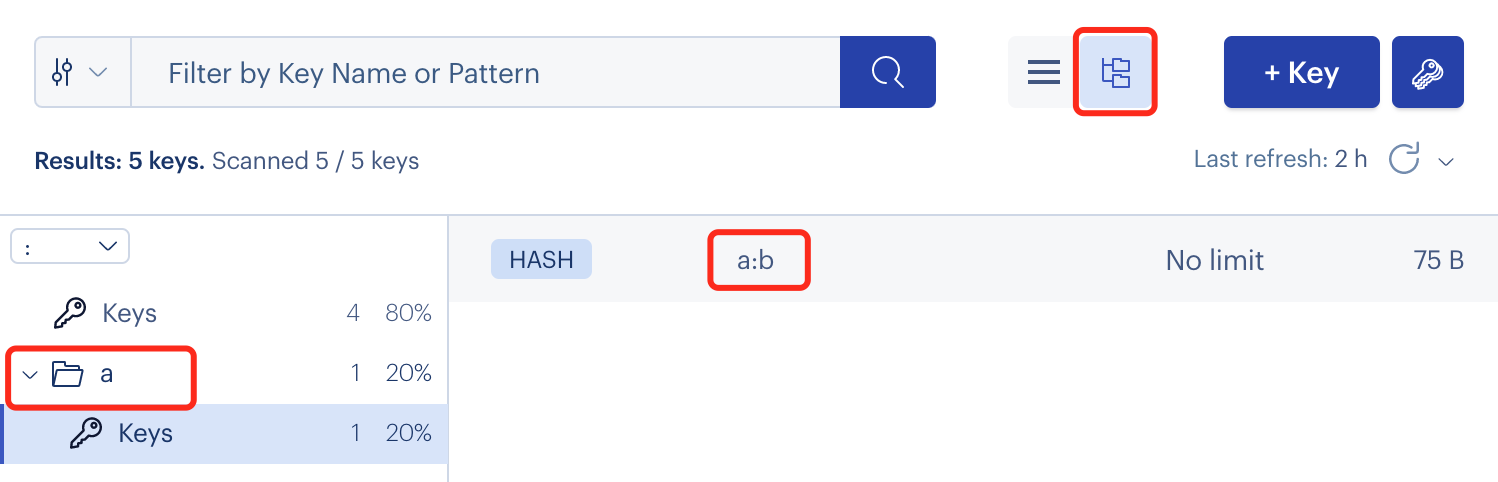 Filter by Key Name or Pattern
+ Key
Results: 5 keys. Scanned 5 / 5 keys
Last refresh: 2 h
:
HASH a:b No limit 75 B
Keys 4 80%
a 1 20%
Keys 1 20%